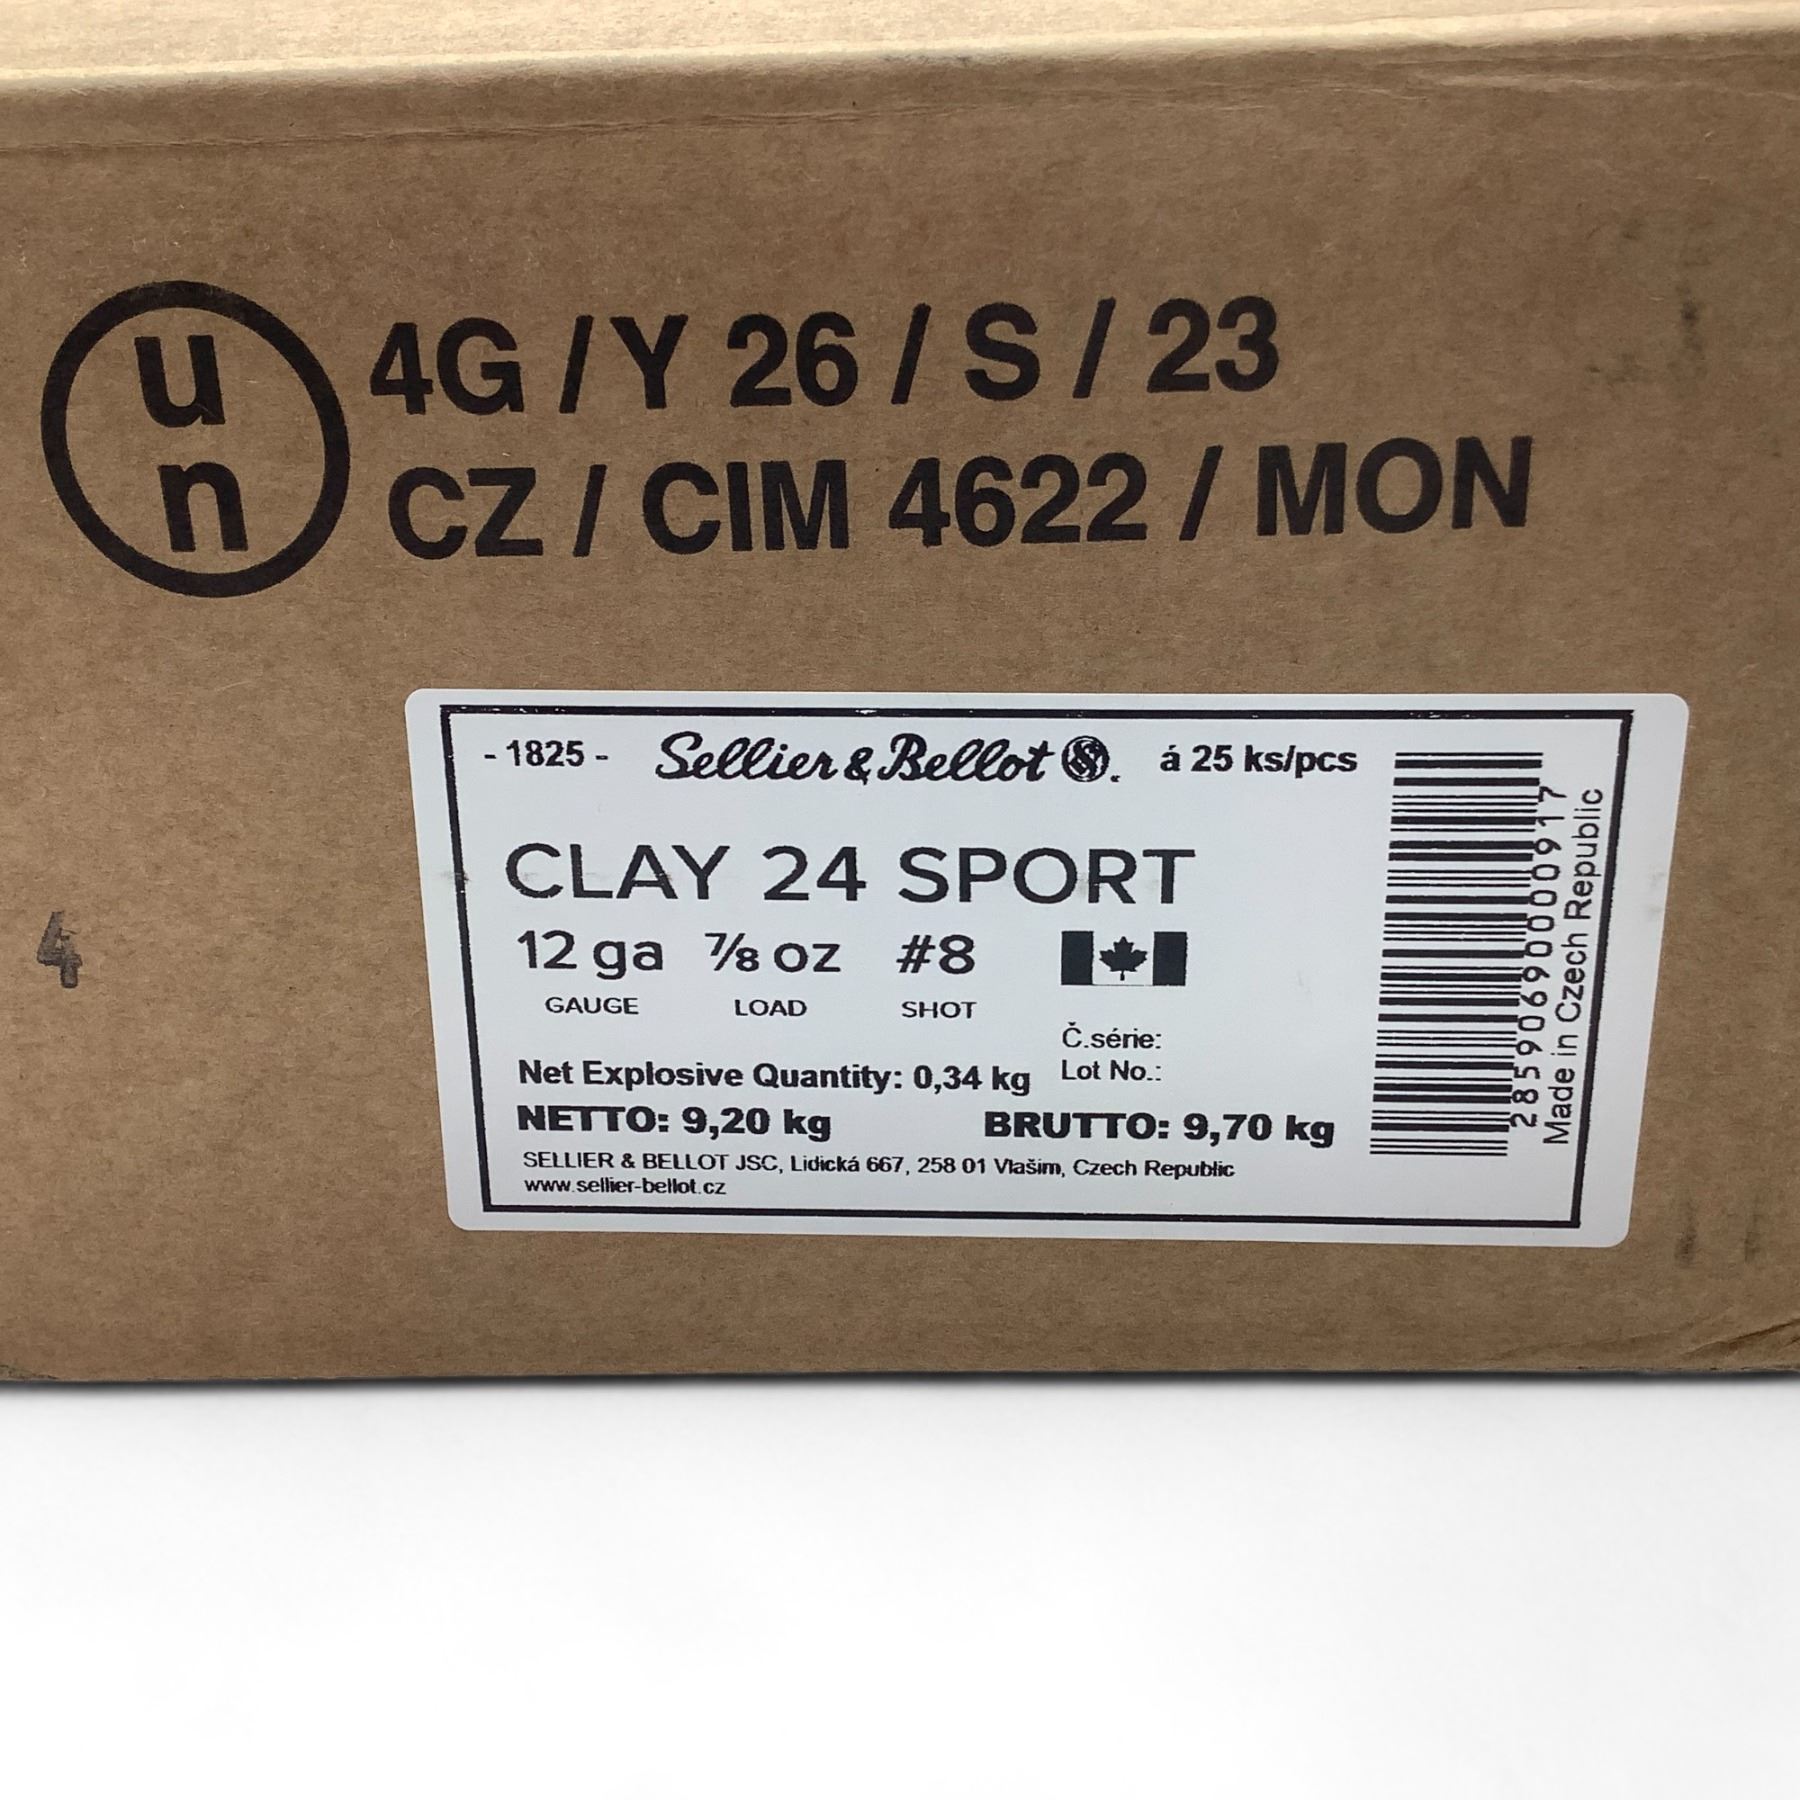 un
4G / Y 26 / S / 23
CZ / CIM 4622 / MON
4
- 1825 - Sellier & Bellot á 25 ks/pcs
CLAY 24 SPORT
12 ga ⅞ oz #8
GAUGE LOAD SHOT
Č.série:
Net Explosive Quantity: 0,34 kg Lot No.:
NETTO: 9,20 kg BRUTTO: 9,70 kg
SELLIER & BELLOT JSC, Lidická 667, 258 01 Vlašim, Czech Republic
www.sellier-bellot.cz
28590690000917
Made in Czech Republic